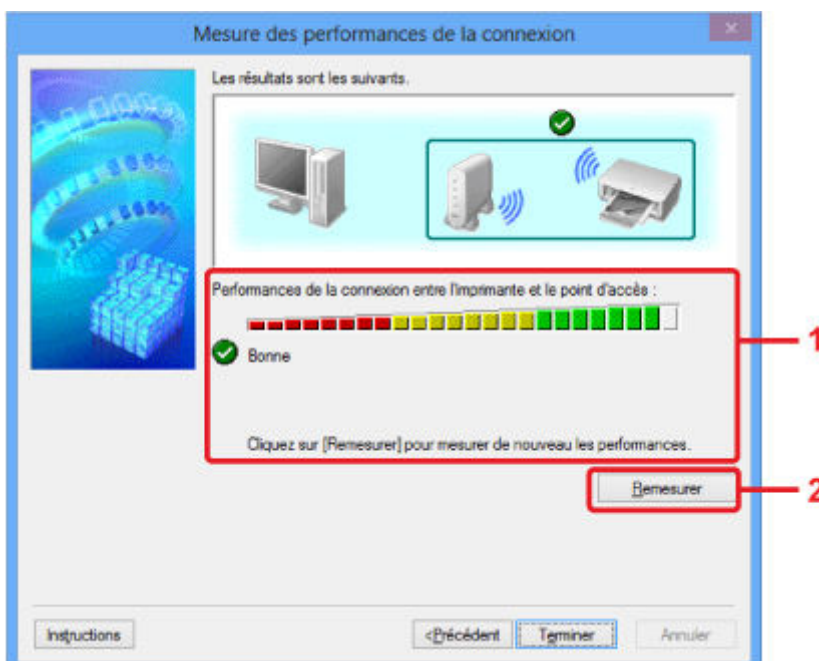 Mesure des performances de la connexion
Les résultats sont les suivants.
Performances de la connexion entre l'imprimante et le point d'accès :
Bonne
1
Cliquez sur [Remesurer] pour mesurer de nouveau les performances.
Remesurer
2
Instructions
<Précédent
Terminer
Annuler